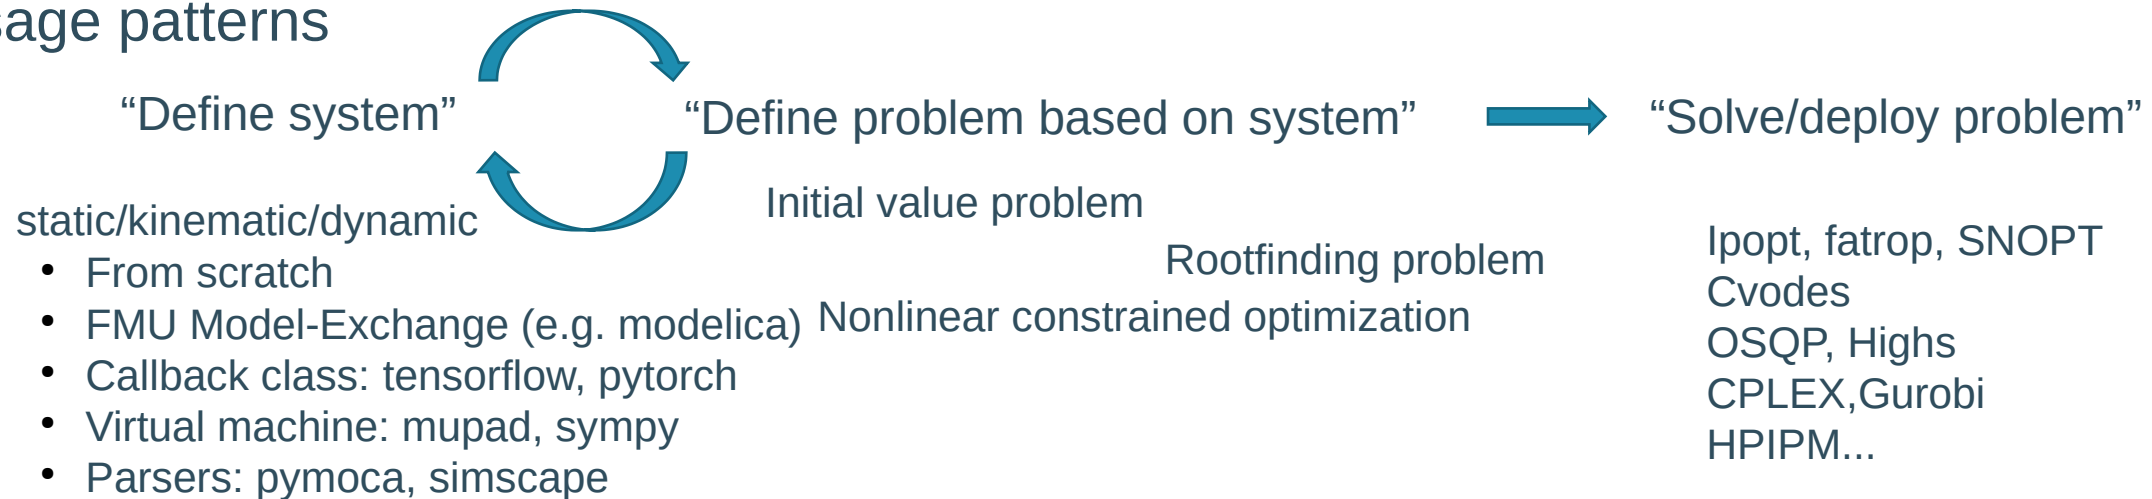 sage patterns
“Define system”
“Define problem based on system”
“Solve/deploy problem”
static/kinematic/dynamic
• From scratch
• FMU Model-Exchange (e.g. modelica)
• Callback class: tensorflow, pytorch
• Virtual machine: mupad, sympy
• Parsers: pymoca, simscape
Initial value problem
Rootfinding problem
Nonlinear constrained optimization
Ipopt, fatrop, SNOPT
Cvodes
OSQP, Highs
CPLEX,Gurobi
HPIPM...